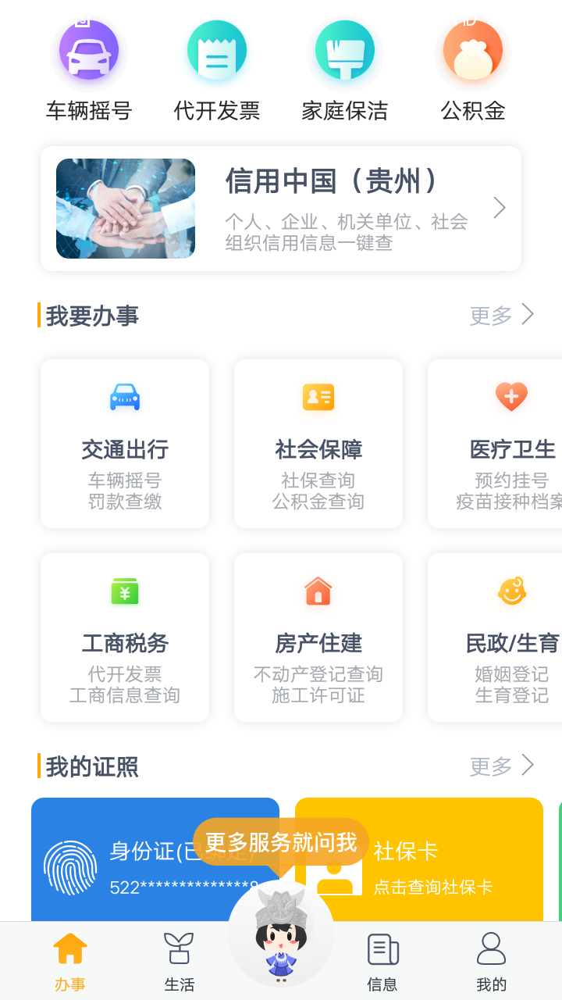 车辆摇号
代开发票
家庭保洁
公积金
信用中国（贵州）
个人、企业、机关单位、社会
组织信用信息一键查
我要办事
更多
交通出行
车辆摇号
罚款查缴
社会保障
社保查询
公积金查询
医疗卫生
预约挂号
疫苗接种档案
工商税务
代开发票
工商信息查询
房产住建
不动产登记查询
施工许可证
民政/生育
婚姻登记
生育登记
我的证照
更多
身份证(已绑定)
522**************9
更多服务就问我
社保卡
点击查询社保卡
办事
生活
信息
我的